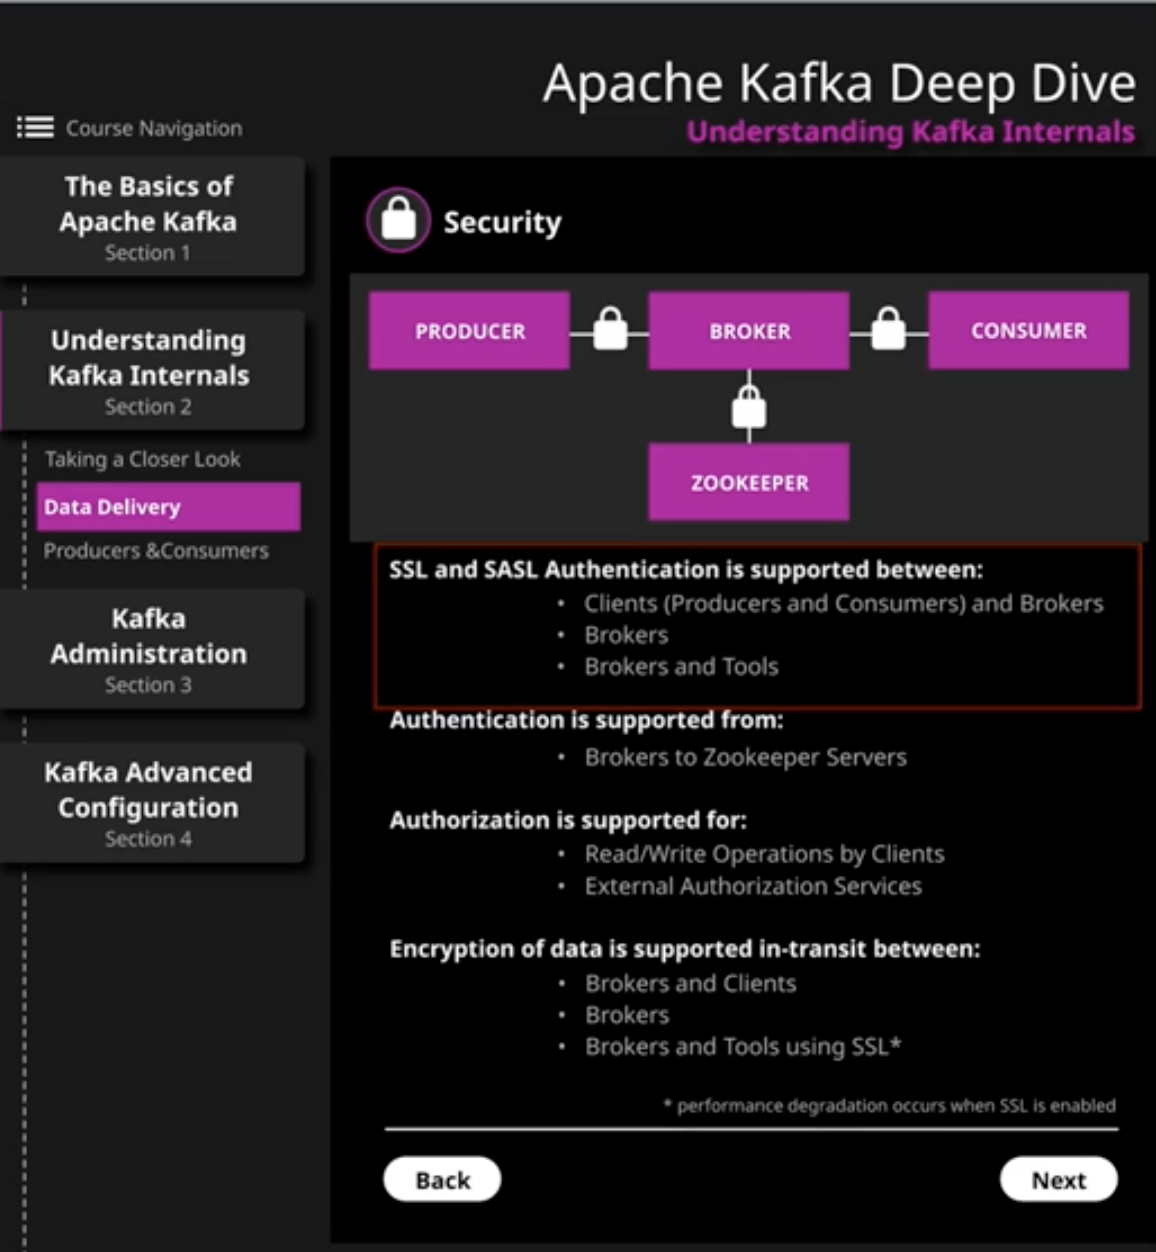 Apache Kafka Deep Dive
Understanding Kafka Internals
Course Navigation
The Basics of
Apache Kafka
Section 1
Understanding
Kafka Internals
Section 2
Taking a Closer Look
Data Delivery
Producers &Consumers
Kafka
Administration
Section 3
Kafka Advanced
Configuration
Section 4
Security
PRODUCER
BROKER
CONSUMER
ZOOKEEPER
SSL and SASL Authentication is supported between:
• Clients (Producers and Consumers) and Brokers
• Brokers
• Brokers and Tools
Authentication is supported from:
• Brokers to Zookeeper Servers
Authorization is supported for:
• Read/Write Operations by Clients
• External Authorization Services
Encryption of data is supported in-transit between:
• Brokers and Clients
• Brokers
• Brokers and Tools using SSL*
* performance degradation occurs when SSL is enabled
Back
Next